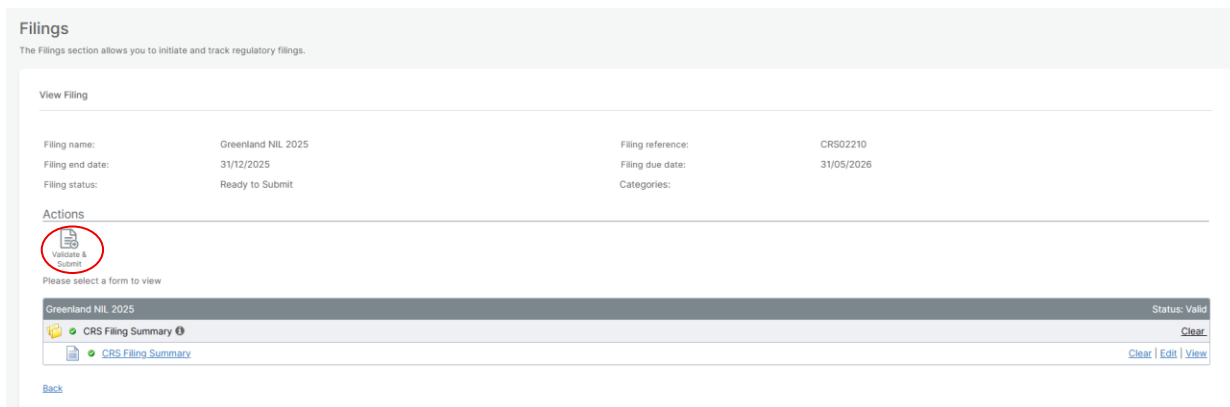 Filings
The Filings section allows you to initiate and track regulatory filings.
View Filing
Filing name: Greenland NIL 2025 Filing reference: CRS02210
Filing end date: 31/12/2025 Filing due date: 31/05/2026
Filing status: Ready to Submit Categories:
Actions
Validate &
Submit
Please select a form to view
Greenland NIL 2025 Status: Valid
CRS Filing Summary Clear
CRS Filing Summary Clear | Edit | View
Back